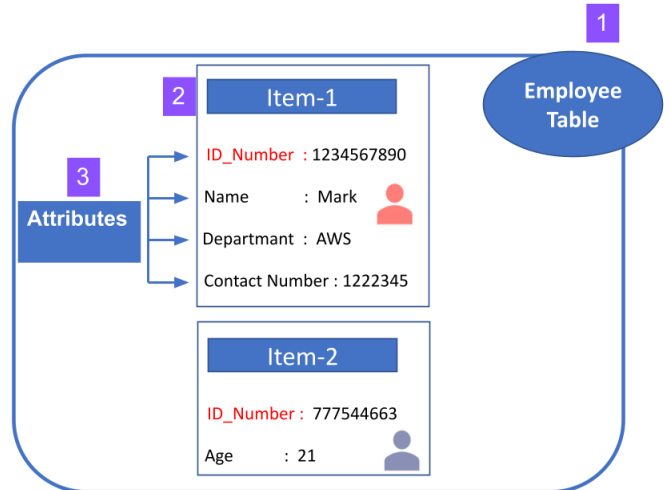 1
Employee
Table
2
Item-1
ID_Number : 1234567890
3
Name : Mark
Attributes
Departmant : AWS
Contact Number : 1222345
Item-2
ID_Number : 777544663
Age : 21